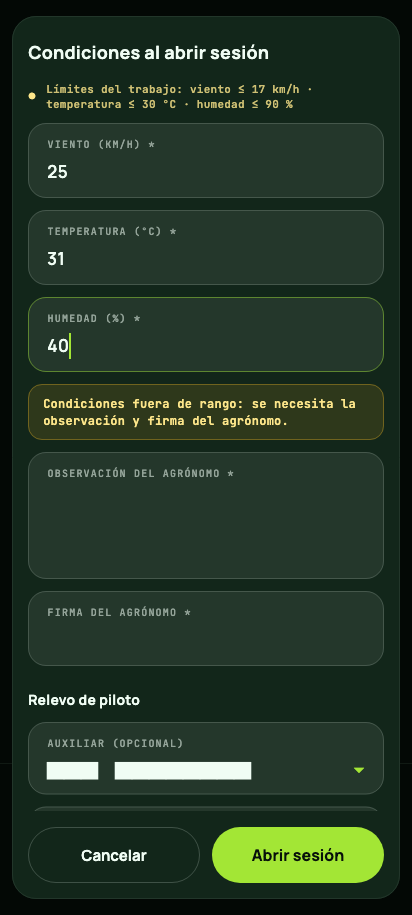 Condiciones al abrir sesión
Límites del trabajo: viento ≤ 17 km/h ·
temperatura ≤ 30 °C · humedad ≤ 90 %
VIENTO (KM/H) *
25
TEMPERATURA (°C) *
31
HUMEDAD (%) *
40
Condiciones fuera de rango: se necesita la
observación y firma del agrónomo.
OBSERVACIÓN DEL AGRÓNOMO *
FIRMA DEL AGRÓNOMO *
Relevo de piloto
AUXILIAR (OPCIONAL)
Cancelar
Abrir sesión